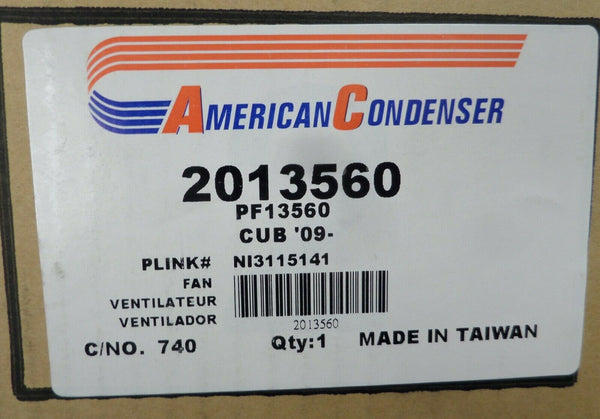 AMERICAN CONDENSER
2013560
PF13560
CUB '09-
PLINK# NI3115141
FAN
VENTILATEUR
VENTILADOR
2013560
C/NO. 740 Qty:1 MADE IN TAIWAN